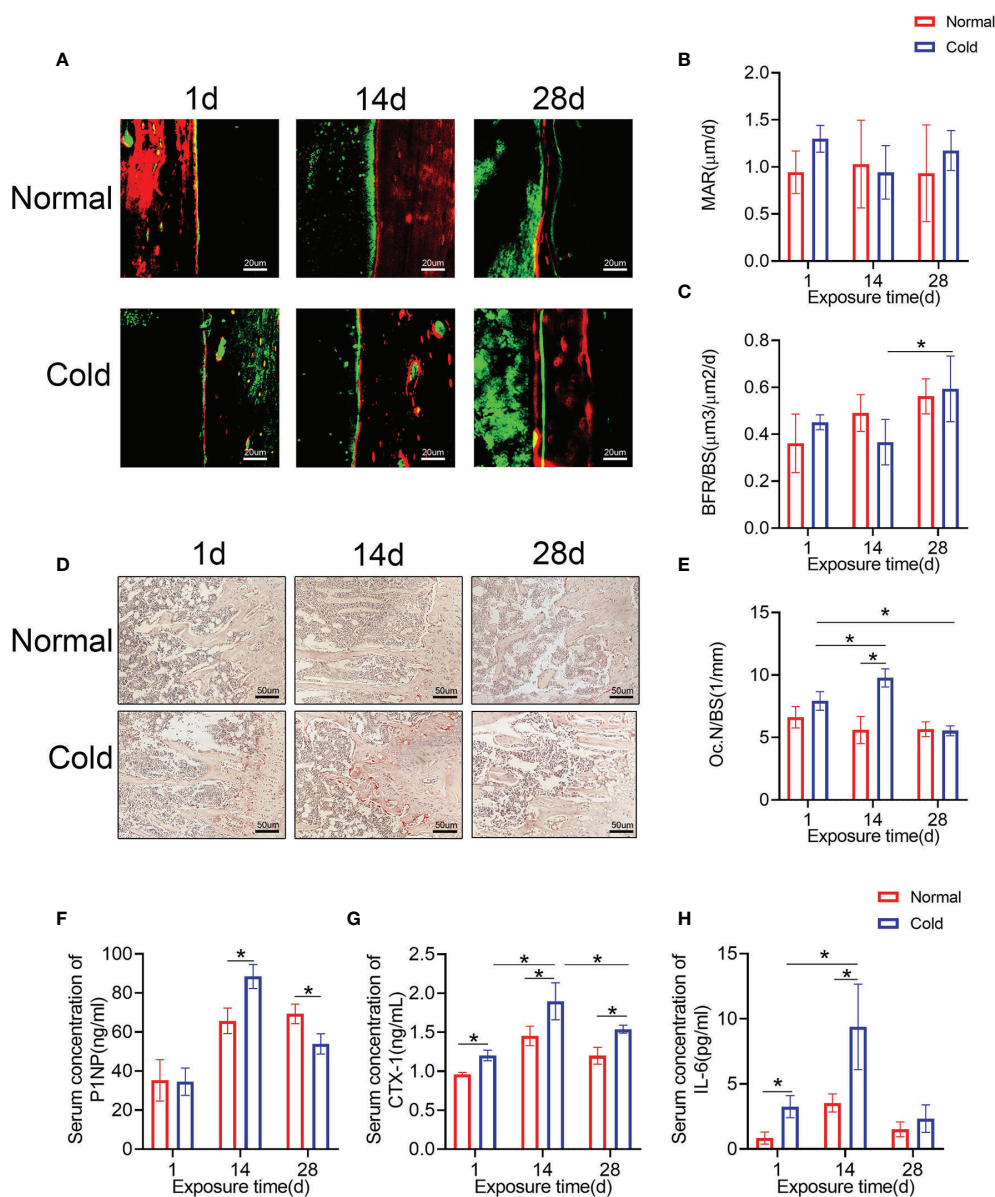 Normal
Cold
A
1d 14d 28d
Normal
20um 20um 20um
Cold
20um 20um 20um
B
MAR(μm/d)
2.0
1.5
1.0
0.5
0.0
1 14 28
Exposure time(d)
C
BFR/BS(μm3/μm2/d)
0.8
0.6
0.4
0.2
0.0
*
1 14 28
Exposure time(d)
D
1d 14d 28d
Normal
50um 50um 50um
Cold
50um 50um 50um
E
Oc.N/BS(1/mm)
15
10
5
0
*
*
*
1 14 28
Exposure time(d)
F
Serum concentration of
P1NP(ng/ml)
100
80
60
40
20
0
*
*
1 14 28
Exposure time(d)
G
Serum concentration of
CTX-1(ng/mL)
2.5
2.0
1.5
1.0
0.5
0.0
* *
*
*
*
1 14 28
Exposure time(d)
Normal
Cold
H
Serum concentration of
IL-6(pg/ml)
15
10
5
0
*
*
*
1 14 28
Exposure time(d)